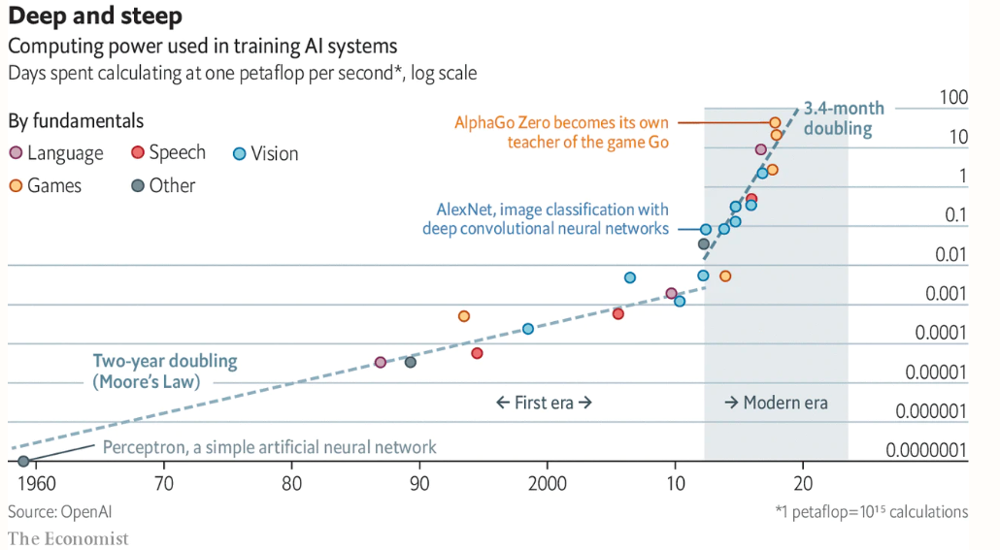 Deep and steep
Computing power used in training AI systems
Days spent calculating at one petaflop per second*, log scale
By fundamentals
Language
Speech
Vision
Games
Other
AlphaGo Zero becomes its own
teacher of the game Go
3.4-month
doubling
AlexNet, image classification with
deep convolutional neural networks
100
10
1
0.1
0.01
0.001
0.0001
0.00001
0.000001
0.0000001
Two-year doubling
(Moore's Law)
← First era →
→ Modern era
Perceptron, a simple artificial neural network
1960
70
80
90
2000
10
20
Source: OpenAI
*1 petaflop=10¹⁵ calculations
The Economist